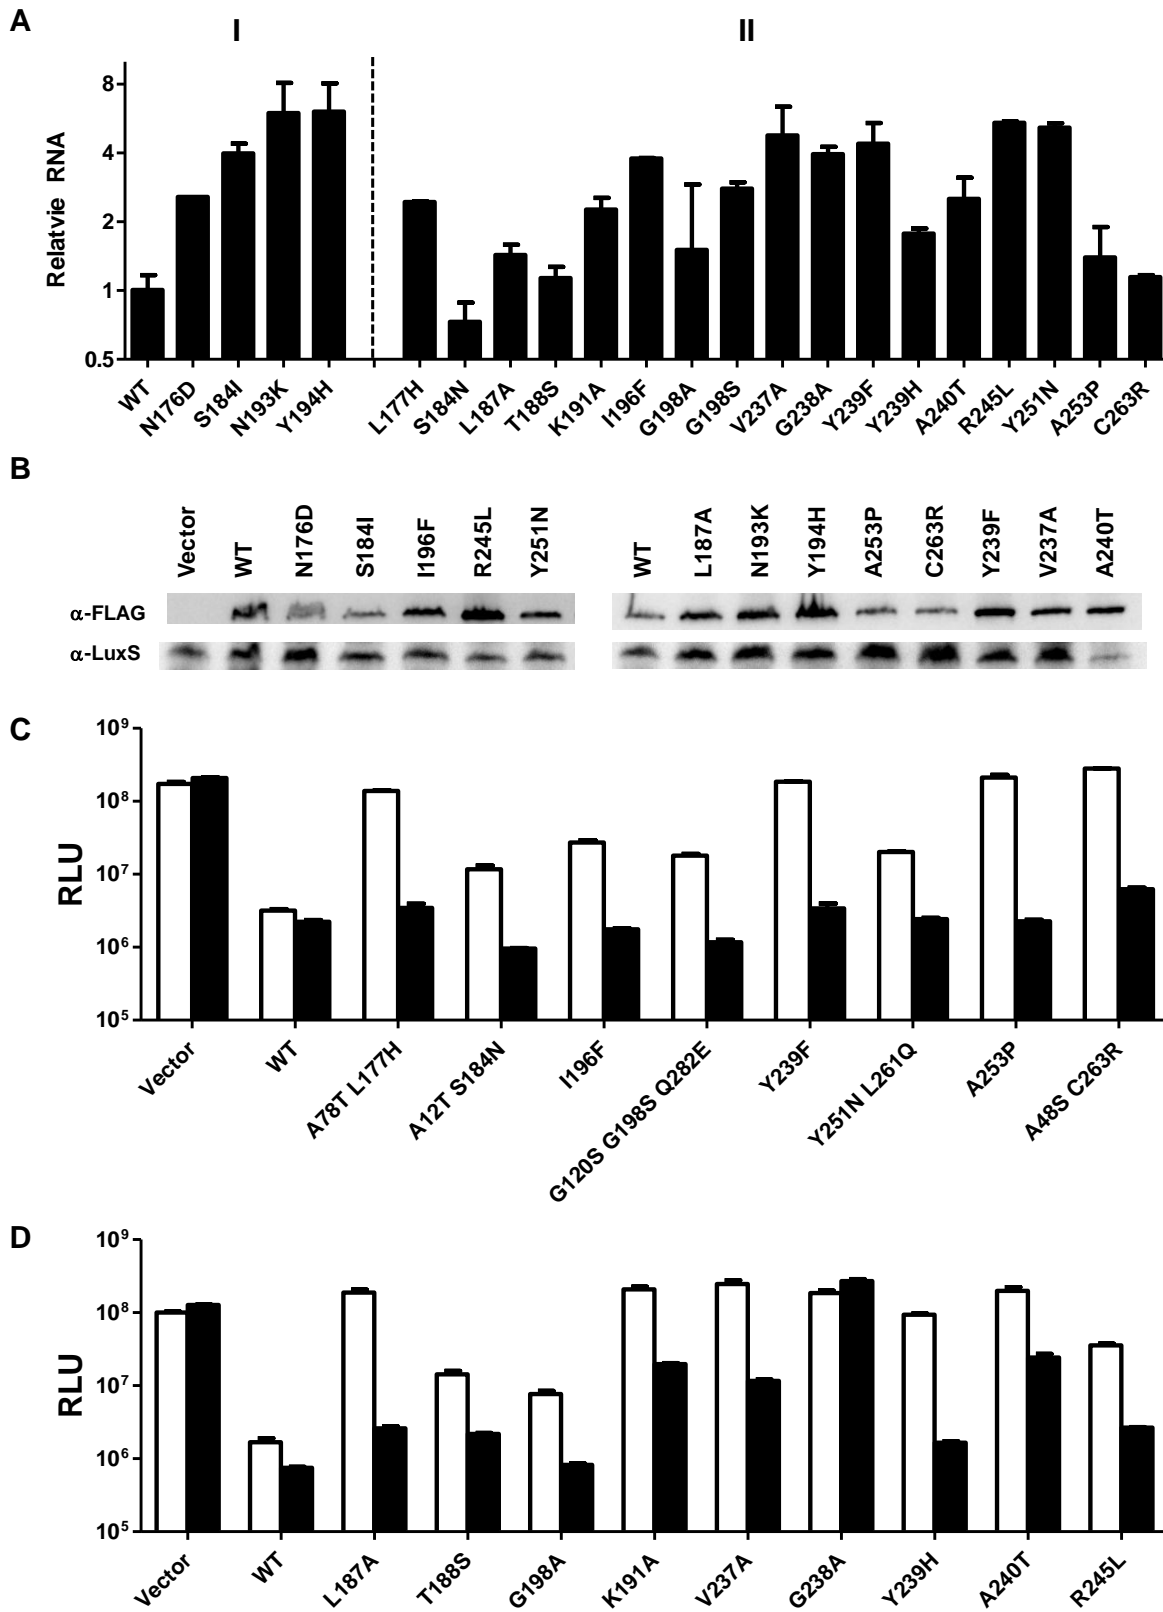 A
I II
Relatvie RNA
8
4
2
1
0.5
WT N176D S184I N193K Y194H L177H S184N L187A T188S K191A I196F G198A G198S V237A G238A Y239F Y239H A240T R245L Y251N A253P C263R
B
Vector WT N176D S184I I196F R245L Y251N WT L187A N193K Y194H A253P C263R Y239F V237A A240T
α-FLAG
α-LuxS
C
RLU
10⁹
10⁸
10⁷
10⁶
10⁵
Vector WT A78T L177H A12T S184N I196F G120S G198S Q282E Y239F Y251N L261Q A253P A48S C263R
D
RLU
10⁹
10⁸
10⁷
10⁶
10⁵
Vector WT L187A T188S G198A K191A V237A G238A Y239H A240T R245L